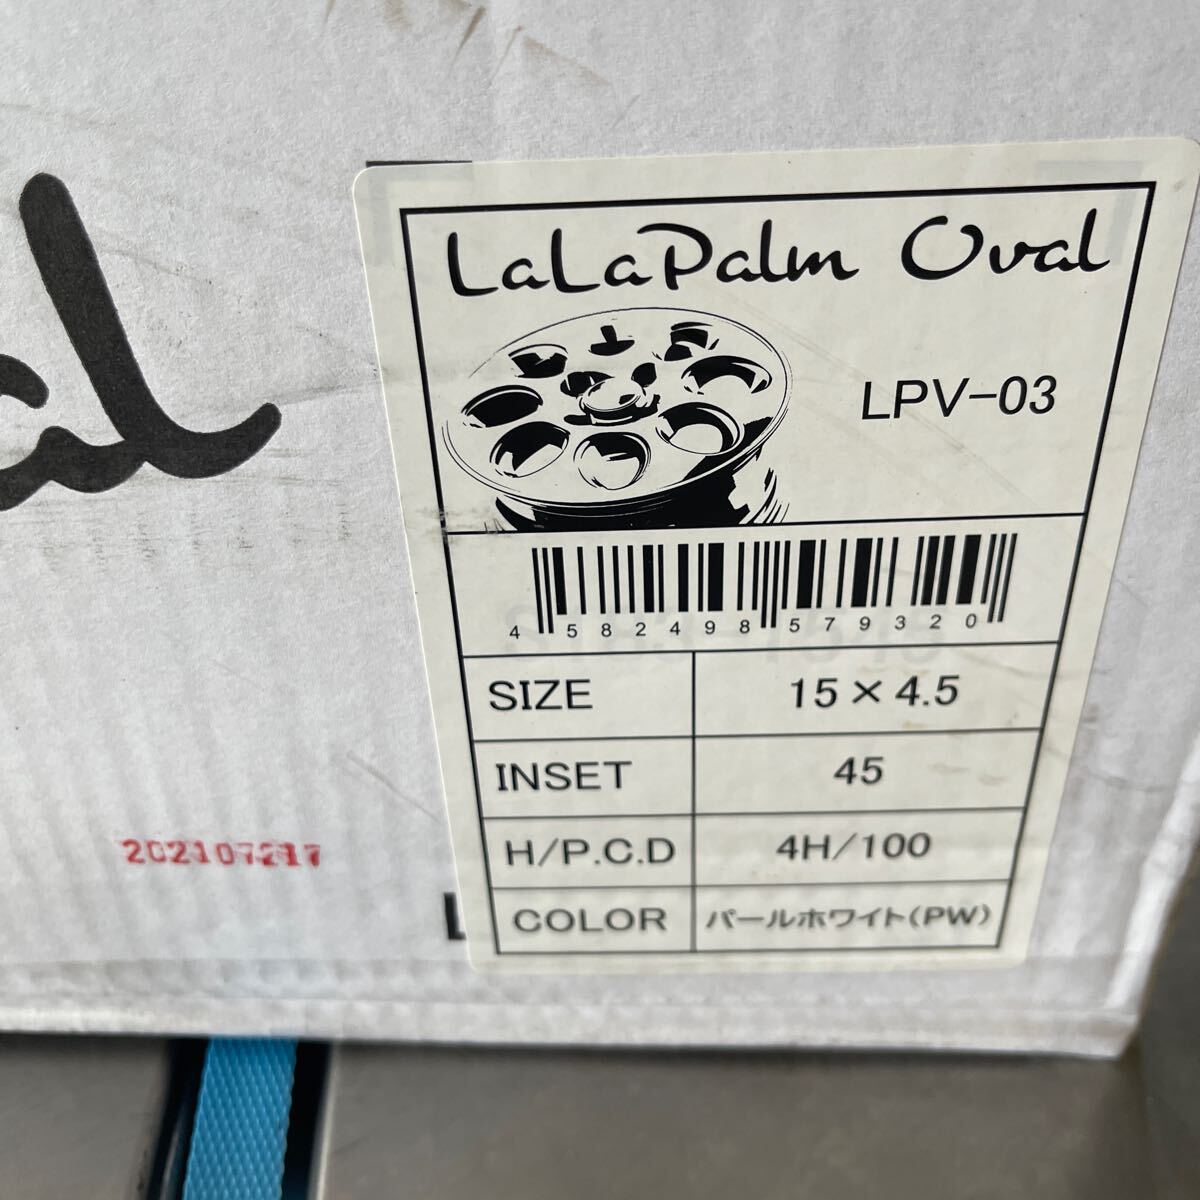 LaLaPalm Oval
LPV-03
4 582498 579320
SIZE 15×4.5
INSET 45
H/P.C.D 4H/100
COLOR パールホワイト(PW)
202107217